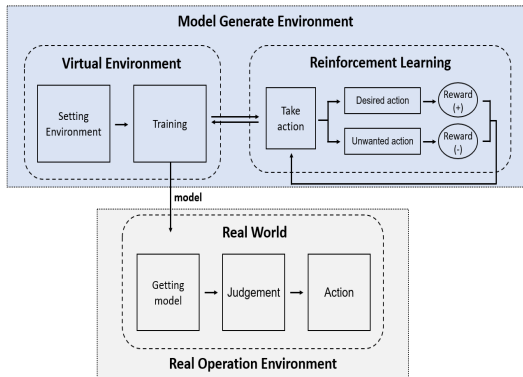 Model Generate Environment
Virtual Environment
Reinforcement Learning
Setting
Environment
Training
Take
action
Desired action
Unwanted action
Reward
(+)
Reward
(-)
model
Real World
Getting
model
Judgement
Action
Real Operation Environment